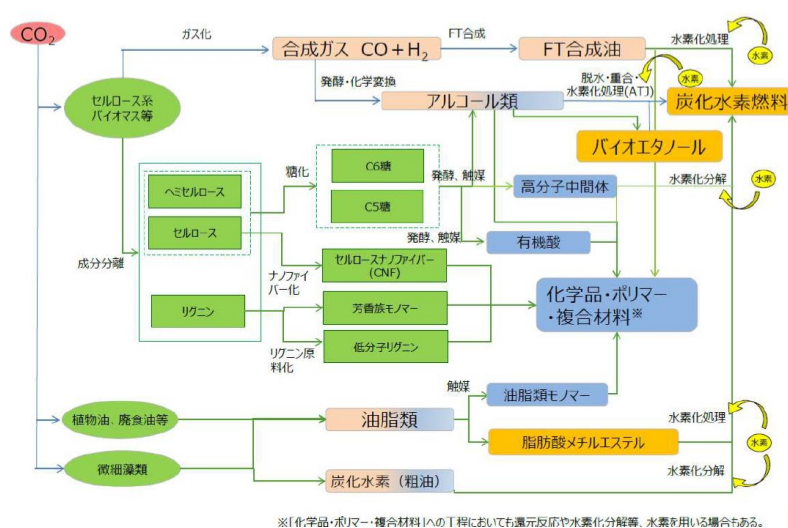 CO₂
ガス化
合成ガス CO+H₂
FT合成
FT合成油
水素化処理
水素
セルロース系
バイオマス等
発酵・化学変換
アルコール類
脱水・重合・
水素化処理(ATJ)
水素
炭化水素燃料
バイオエタノール
糖化
C6糖
C5糖
発酵、触媒
高分子中間体
水素化分解
水素
ヘミセルロース
セルロース
発酵、触媒
有機酸
成分分離
ナノファイ
バー化
セルロースナノファイバー
(CNF)
化学品・ポリマー
・複合材料※
リグニン
芳香族モノマー
リグニン原
料化
低分子リグニン
触媒
油脂類モノマー
植物油、廃食油等
油脂類
水素化処理
脂肪酸メチルエステル
水素
微細藻類
炭化水素(粗油)
水素化分解
※「化学品・ポリマー・複合材料」への工程においても還元反応や水素化分解等、水素を用いる場合もある。